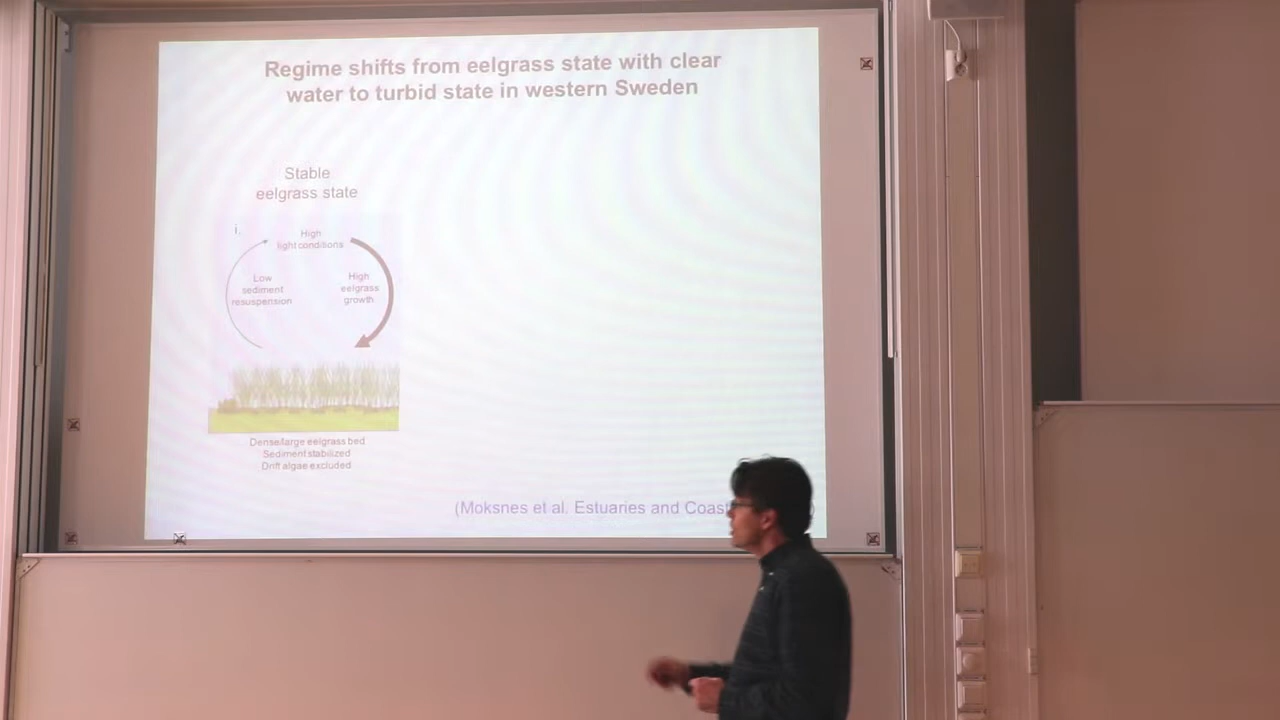 Regime shifts from eelgrass state with clear
water to turbid state in western Sweden
Stable
eelgrass state
i.
High
light conditions
Low
sediment
resuspension
High
eelgrass
growth
Dense/large eelgrass bed
Sediment stabilized
Drift algae excluded
(Moksnes et al. Estuaries and Coast )